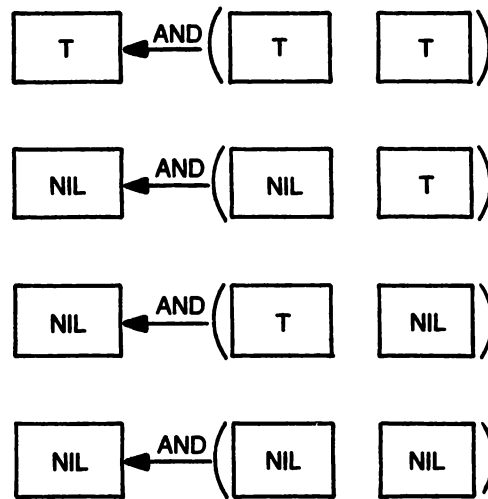 T AND ( T T )
NIL AND ( NIL T )
NIL AND ( T NIL )
NIL AND ( NIL NIL )